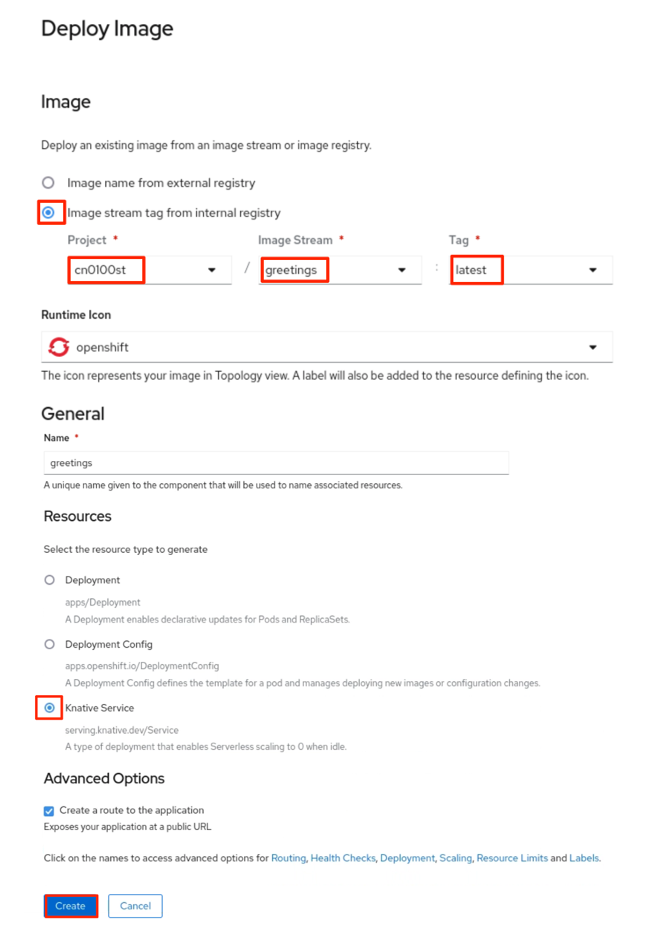 Deploy Image
Image
Deploy an existing image from an image stream or image registry.
Image name from external registry
Image stream tag from internal registry
Project * Image Stream * Tag *
cn0100st / greetings : latest
Runtime Icon
openshift
The icon represents your image in Topology view. A label will also be added to the resource defining the icon.
General
Name *
greetings
A unique name given to the component that will be used to name associated resources.
Resources
Select the resource type to generate
Deployment
apps/Deployment
A Deployment enables declarative updates for Pods and ReplicaSets.
Deployment Config
apps.openshift.io/DeploymentConfig
A Deployment Config defines the template for a pod and manages deploying new images or configuration changes.
Knative Service
serving.knative.dev/Service
A type of deployment that enables Serverless scaling to 0 when idle.
Advanced Options
Create a route to the application
Exposes your application at a public URL
Click on the names to access advanced options for Routing, Health Checks, Deployment, Scaling, Resource Limits and Labels.
Create Cancel